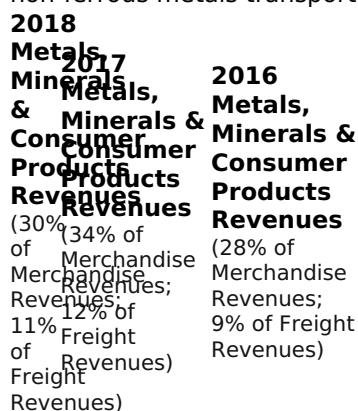 non-ferrous metals transport
2018
Metals,
Minerals
&
Consumer
Products
Revenues
(30%
of
Merchandise
Revenues;
11%
of
Freight
Revenues)
2017
Metals,
Minerals &
Consumer
Products
Revenues
(34% of
Merchandise
Revenues;
12% of
Freight
Revenues)
2016
Metals,
Minerals &
Consumer
Products
Revenues
(28% of
Merchandise
Revenues;
9% of Freight
Revenues)